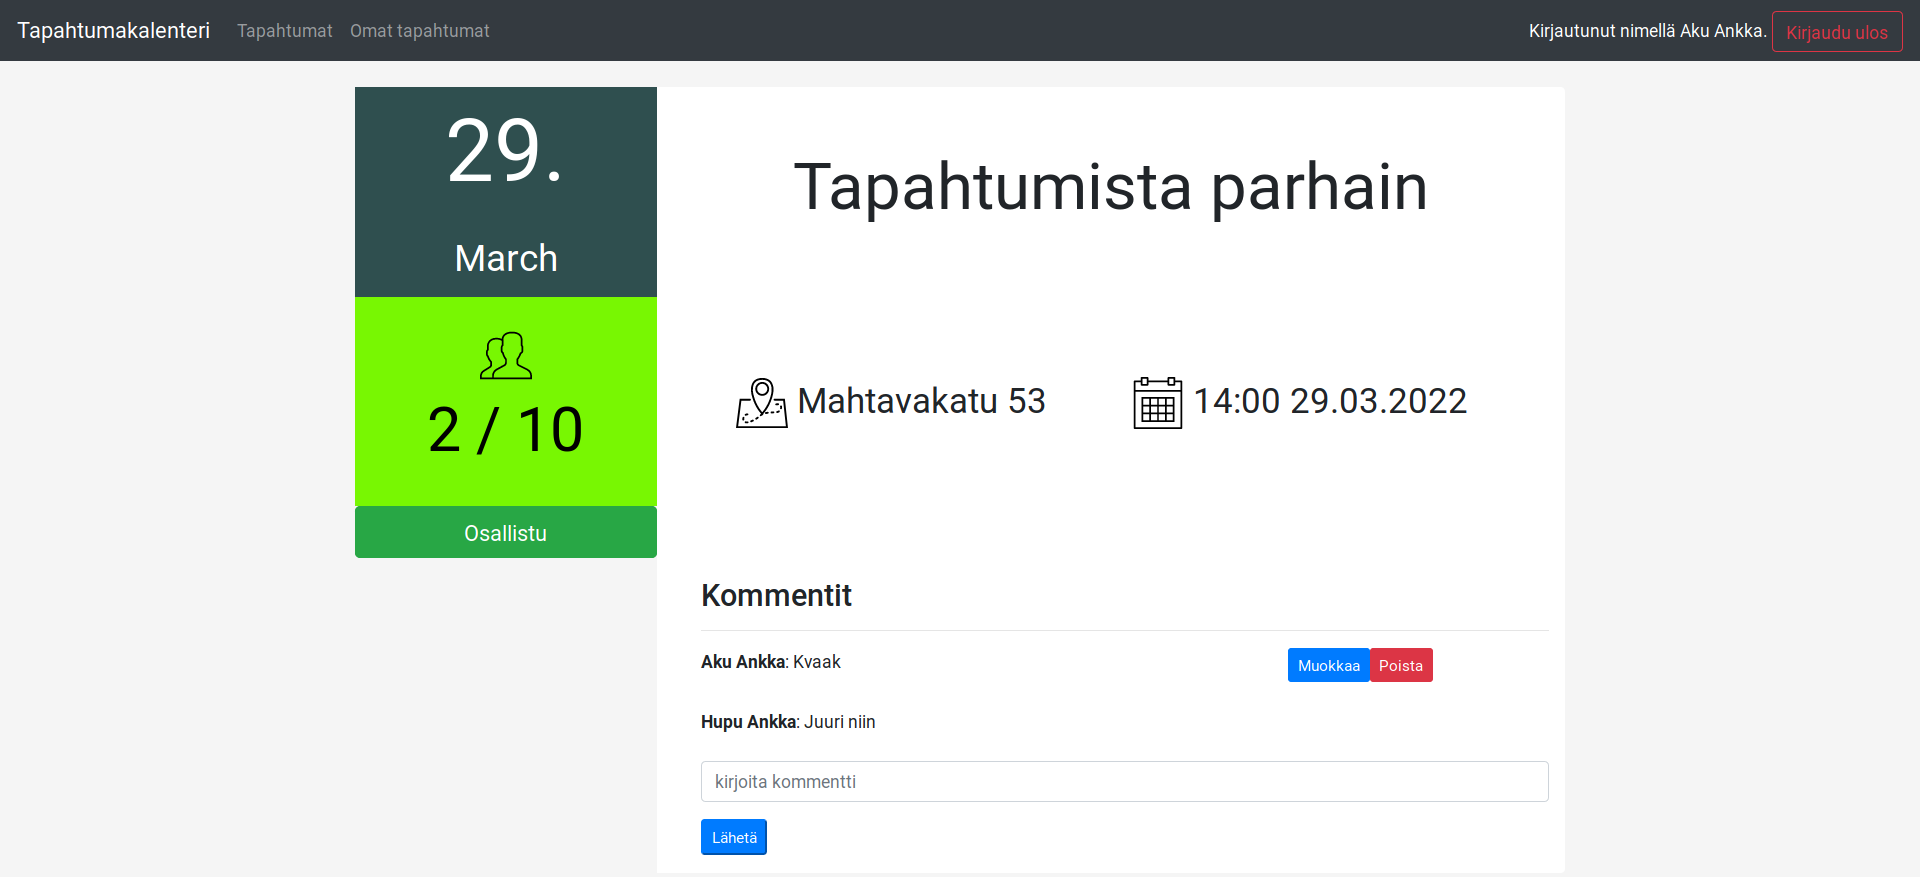 Tapahtumakalenteri Tapahtumat Omat tapahtumat Kirjautunut nimellä Aku Ankka. Kirjaudu ulos
29.
March
2 / 10
Osallistu
Tapahtumista parhain
Mahtavakatu 53 14:00 29.03.2022
Kommentit
Aku Ankka: Kvaak Muokkaa Poista
Hupu Ankka: Juuri niin
kirjoita kommentti
Lähetä